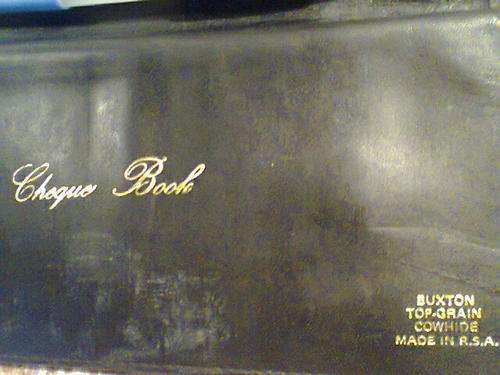 Cheque Book
BUXTON
TOP-GRAIN
COWHIDE
MADE IN R.S.A.